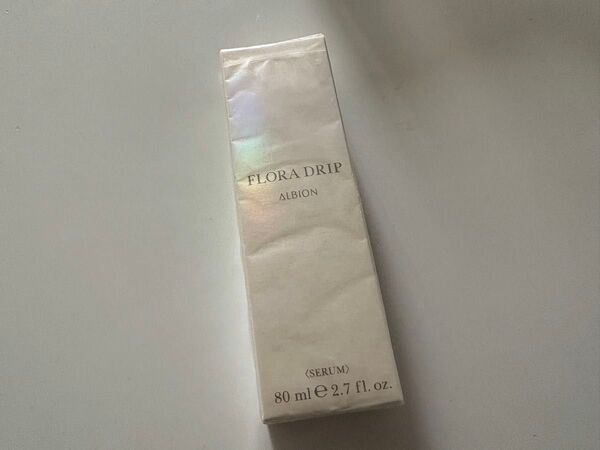 FLORA DRIP
ALBION
〈SERUM〉
80 ml ℮ 2.7 fl. oz.